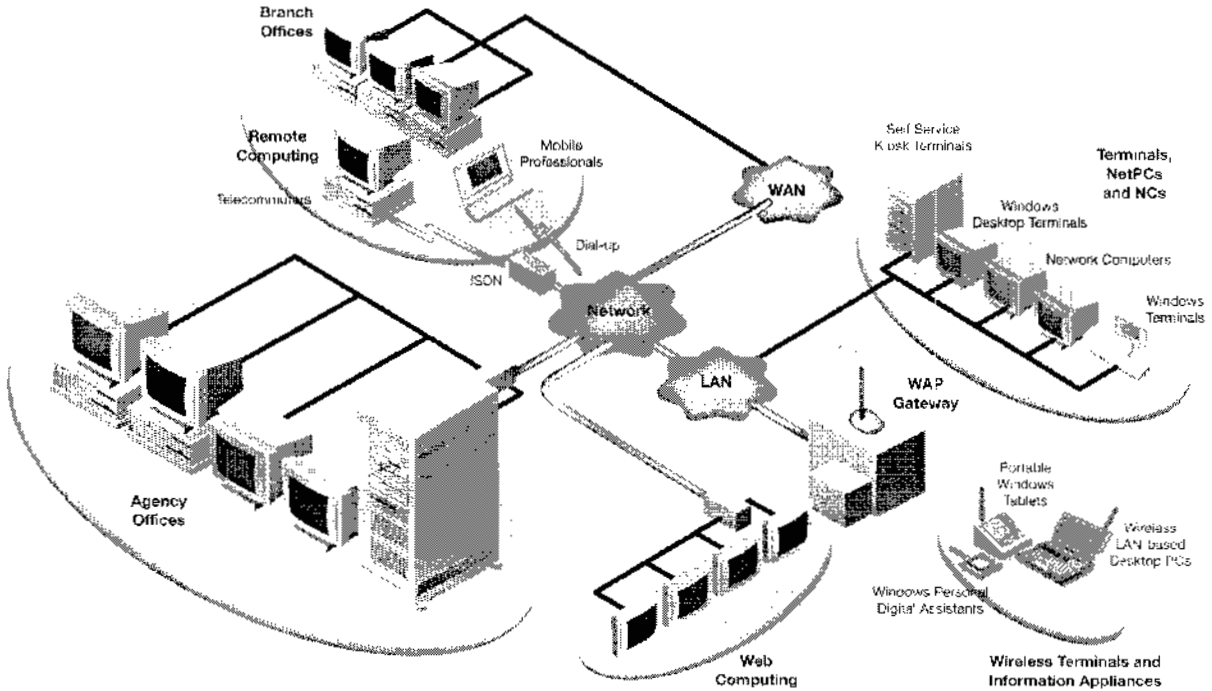 Branch
Offices
Remote
Computing
Mobile
Professionals
Telecommuters
Dial-up
ISDN
WAN
Network
LAN
Self Service
Kiosk Terminals
Terminals,
NetPCs
and NCs
Windows
Desktop Terminals
Network Computers
Windows
Terminals
WAP
Gateway
Agency
Offices
Portable
Windows
Tablets
Wireless
LAN-based
Desktop PCs
Windows Personal
Digital Assistants
Web
Computing
Wireless Terminals and
Information Appliances